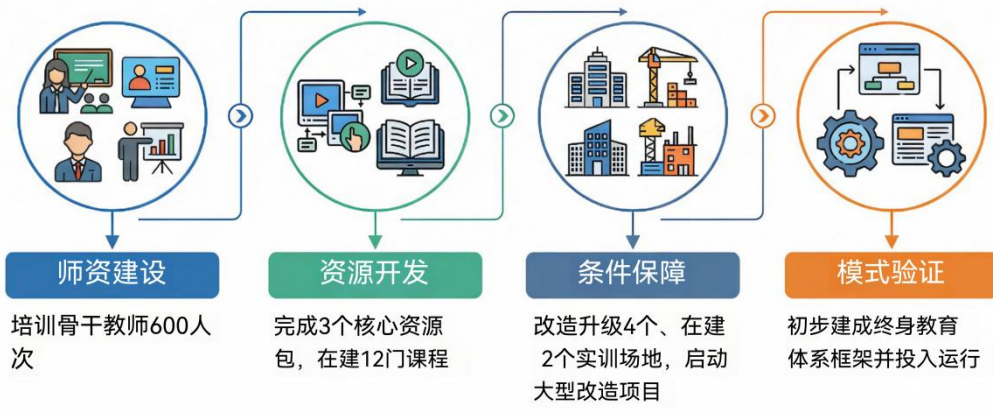 师资建设
培训骨干教师600人
次
资源开发
完成3个核心资源
包，在建12门课程
条件保障
改造升级4个、在建
2个实训场地，启动
大型改造项目
模式验证
初步建成终身教育
体系框架并投入运行